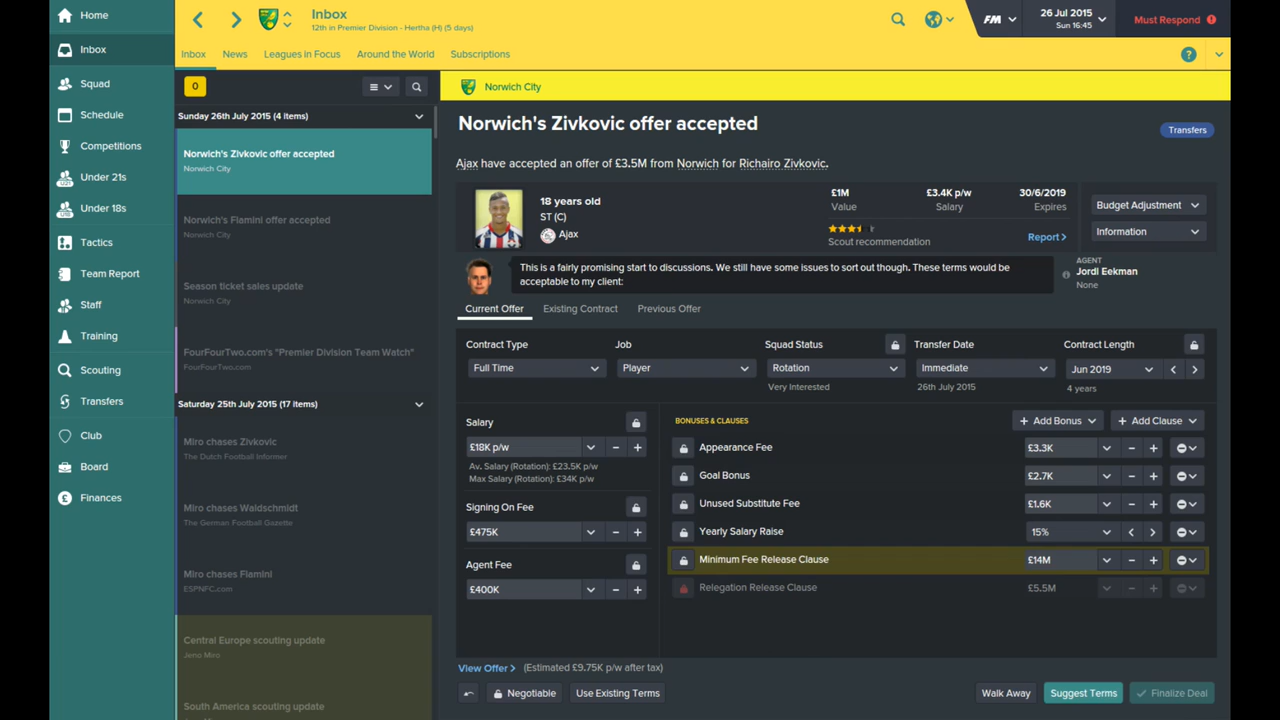 Home
Inbox
Squad
Schedule
Competitions
Under 21s
Under 18s
Tactics
Team Report
Staff
Training
Scouting
Transfers
Club
Board
Finances
Inbox
12th in Premier Division - Hertha (H) (5 days)
FM
26 Jul 2015
Sun 16:45
Must Respond
Inbox News Leagues in Focus Around the World Subscriptions
?
0
Sunday 26th July 2015 (4 items)
Norwich's Zivkovic offer accepted
Norwich City
Norwich's Flamini offer accepted
Norwich City
Season ticket sales update
Norwich City
FourFourTwo.com's "Premier Division Team Watch"
FourFourTwo.com
Saturday 25th July 2015 (17 items)
Miro chases Zivkovic
The Dutch Football Informer
Miro chases Waldschmidt
The German Football Gazette
Miro chases Flamini
ESPNFC.com
Central Europe scouting update
Jeno Miro
South America scouting update
Norwich City
Norwich's Zivkovic offer accepted
Transfers
Ajax have accepted an offer of £3.5M from Norwich for Richairo Zivkovic.
18 years old
ST (C)
Ajax
£1M
Value
£3.4K p/w
Salary
30/6/2019
Expires
Scout recommendation
Report >
Budget Adjustment
Information
This is a fairly promising start to discussions. We still have some issues to sort out though. These terms would be
acceptable to my client:
AGENT
Jordi Eekman
None
Current Offer Existing Contract Previous Offer
Contract Type
Full Time
Job
Player
Squad Status
Rotation
Very Interested
Transfer Date
Immediate
26th July 2015
Contract Length
Jun 2019
4 years
Salary
£18K p/w
Av. Salary (Rotation): £23.5K p/w
Max Salary (Rotation): £34K p/w
Signing On Fee
£475K
Agent Fee
£400K
BONUSES & CLAUSES
+ Add Bonus
+ Add Clause
Appearance Fee £3.3K
Goal Bonus £2.7K
Unused Substitute Fee £1.6K
Yearly Salary Raise 15%
Minimum Fee Release Clause £14M
Relegation Release Clause £5.5M
View Offer > (Estimated £9.75K p/w after tax)
Negotiable
Use Existing Terms
Walk Away
Suggest Terms
Finalize Deal